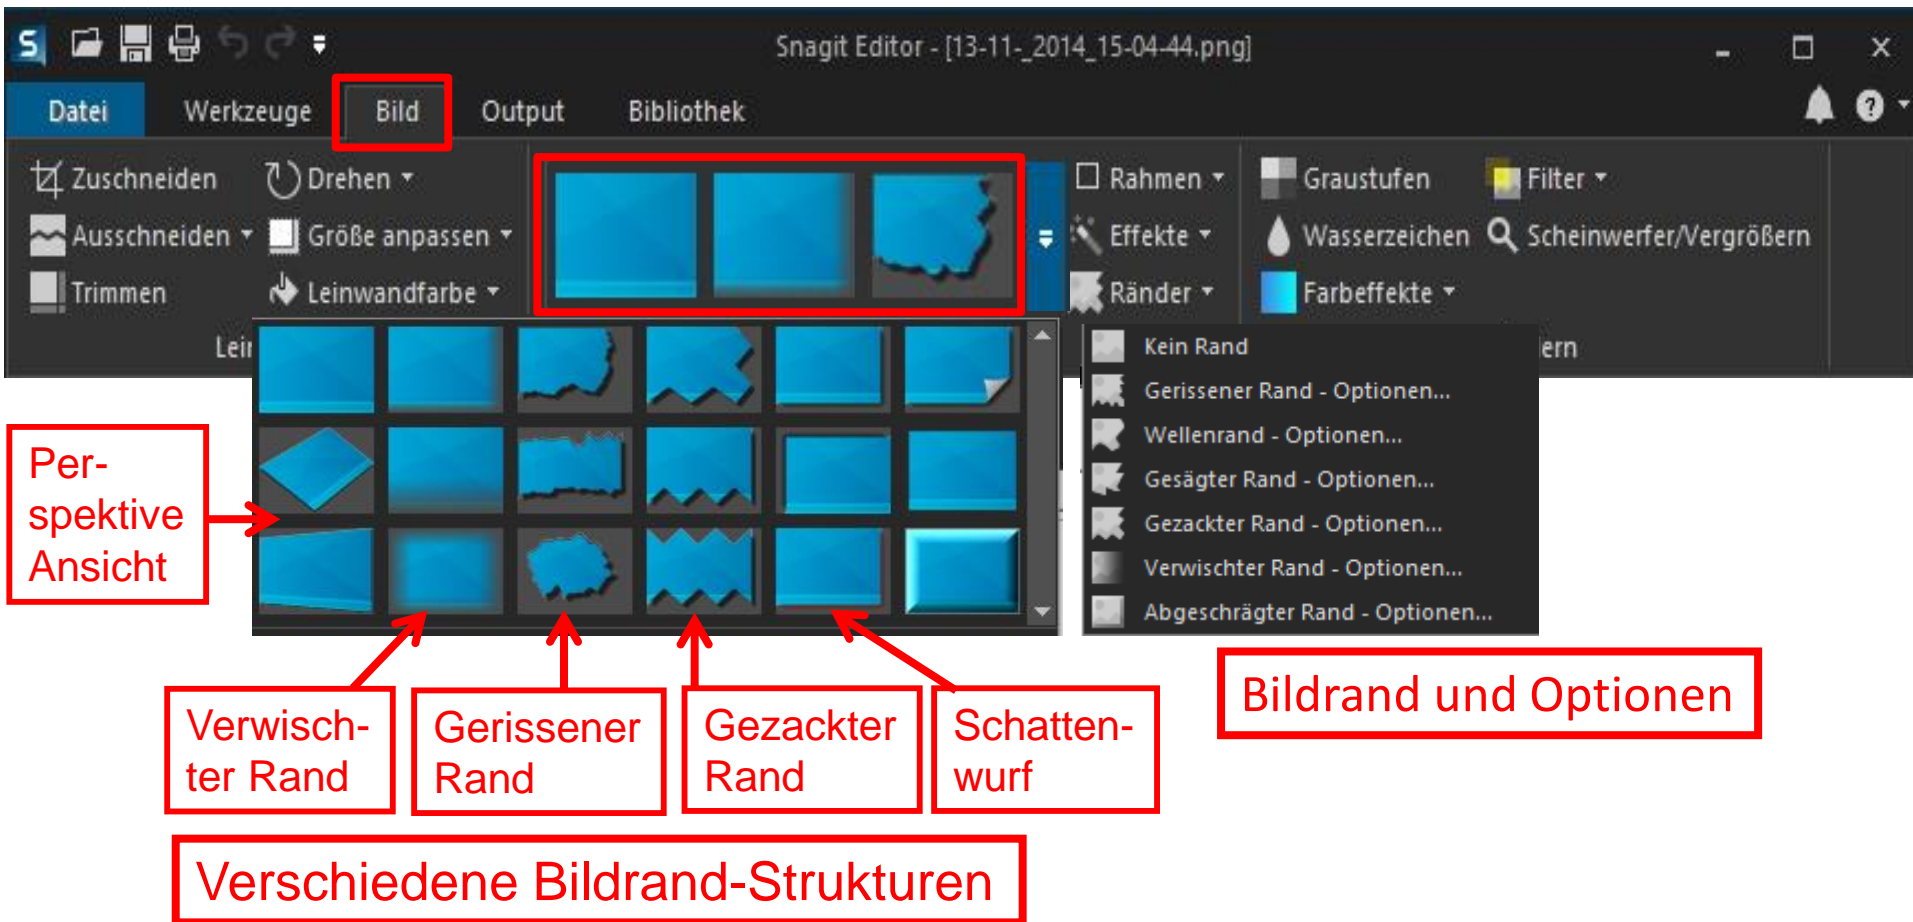 Snagit Editor - [13-11-_2014_15-04-44.png]
Datei Werkzeuge Bild Output Bibliothek
Zuschneiden Drehen Rahmen Graustufen Filter
Ausschneiden Größe anpassen Effekte Wasserzeichen Scheinwerfer/Vergrößern
Trimmen Leinwandfarbe Ränder Farbeffekte
Lei
ern
Kein Rand
Gerissener Rand - Optionen...
Wellenrand - Optionen...
Gesägter Rand - Optionen...
Gezackter Rand - Optionen...
Verwischter Rand - Optionen...
Abgeschrägter Rand - Optionen...
Per-
spektive
Ansicht
Verwisch-
ter Rand
Gerissener
Rand
Gezackter
Rand
Schatten-
wurf
Bildrand und Optionen
Verschiedene Bildrand-Strukturen